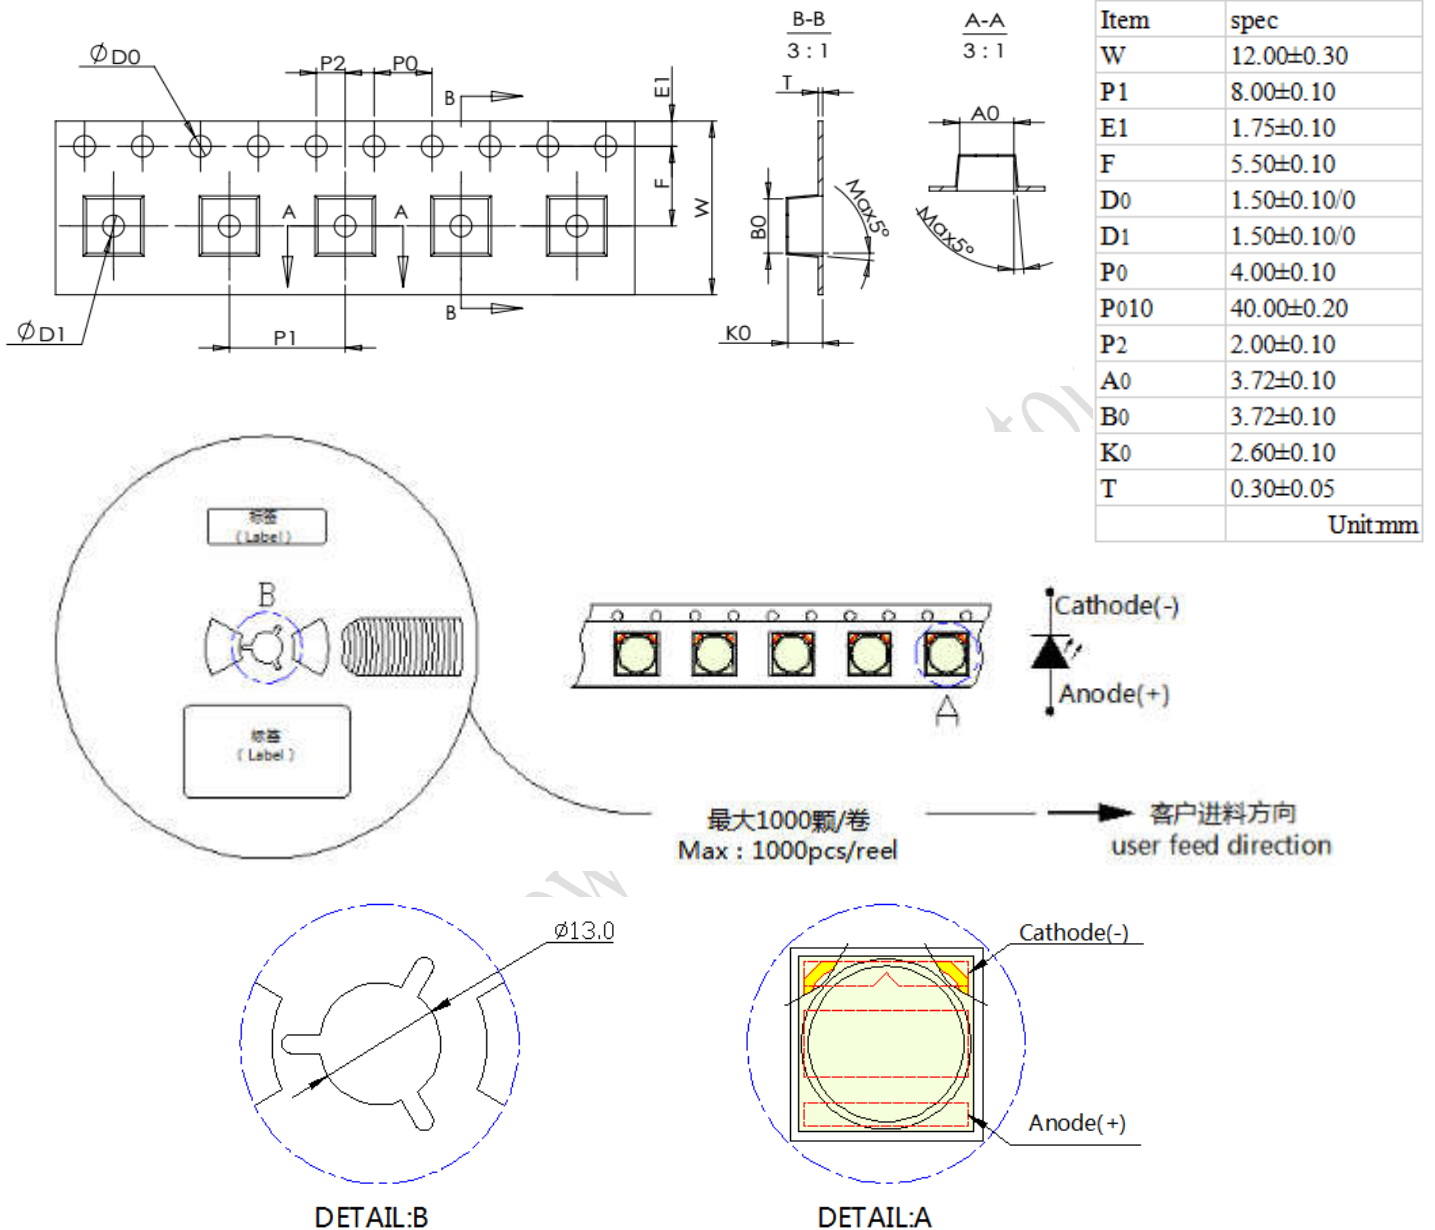 B-B
3 : 1
A-A
3 : 1
ØD0
P2
P0
B
E1
T
A0
F
W
A
A
B0
Max5°
Max5°
B
ØD1
P1
K0
Item spec
W 12.00±0.30
P1 8.00±0.10
E1 1.75±0.10
F 5.50±0.10
D0 1.50±0.10/0
D1 1.50±0.10/0
P0 4.00±0.10
P010 40.00±0.20
P2 2.00±0.10
A0 3.72±0.10
B0 3.72±0.10
K0 2.60±0.10
T 0.30±0.05
Unit:mm
标签
( Label )
B
标签
( Label )
A
Cathode(-)
Anode(+)
最大1000颗/卷
Max : 1000pcs/reel
客户进料方向
user feed direction
ø13.0
Cathode(-)
Anode(+)
DETAIL:B
DETAIL:A